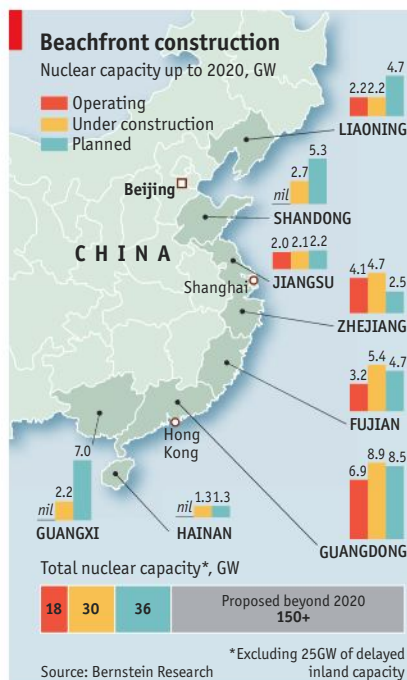 Beachfront construction
Nuclear capacity up to 2020, GW
Operating
Under construction
Planned
2.2 2.2 4.7
LIAONING
Beijing
nil 2.7 5.3
SHANDONG
CHINA
2.0 2.1 2.2
JIANGSU
Shanghai
4.1 4.7 2.5
ZHEJIANG
3.2 5.4 4.7
FUJIAN
Hong
Kong
nil 2.2 7.0
GUANGXI
nil 1.3 1.3
HAINAN
6.9 8.9 8.5
GUANGDONG
Total nuclear capacity*, GW
18 30 36 Proposed beyond 2020
150+
*Excluding 25GW of delayed
inland capacity
Source: Bernstein Research